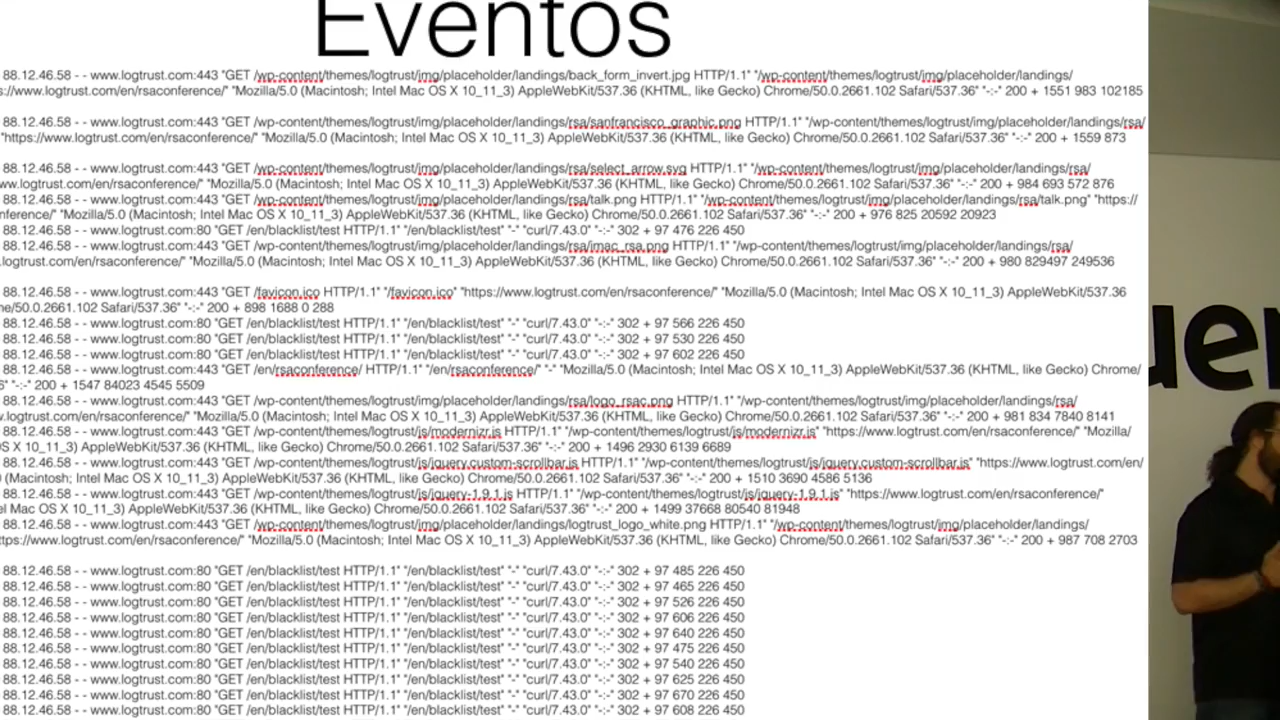 Eventos
88.12.46.58 - - www.logtrust.com:443 "GET /wp-content/themes/logtrust/img/placeholder/landings/back_form_invert.jpg HTTP/1.1" "/wp-content/themes/logtrust/img/placeholder/landings/
s://www.logtrust.com/en/rsaconference/" "Mozilla/5.0 (Macintosh; Intel Mac OS X 10_11_3) AppleWebKit/537.36 (KHTML, like Gecko) Chrome/50.0.2661.102 Safari/537.36" "-:-" 200 + 1551 983 102185
88.12.46.58 - - www.logtrust.com:443 "GET /wp-content/themes/logtrust/img/placeholder/landings/rsa/sanfrancisco_graphic.png HTTP/1.1" "/wp-content/themes/logtrust/img/placeholder/landings/rsa/
"https://www.logtrust.com/en/rsaconference/" "Mozilla/5.0 (Macintosh; Intel Mac OS X 10_11_3) AppleWebKit/537.36 (KHTML, like Gecko) Chrome/50.0.2661.102 Safari/537.36" "-:-" 200 + 1559 873
88.12.46.58 - - www.logtrust.com:443 "GET /wp-content/themes/logtrust/img/placeholder/landings/rsa/select_arrow.svg HTTP/1.1" "/wp-content/themes/logtrust/img/placeholder/landings/rsa/
ww.logtrust.com/en/rsaconference/" "Mozilla/5.0 (Macintosh; Intel Mac OS X 10_11_3) AppleWebKit/537.36 (KHTML, like Gecko) Chrome/50.0.2661.102 Safari/537.36" "-:-" 200 + 984 693 572 876
88.12.46.58 - - www.logtrust.com:443 "GET /wp-content/themes/logtrust/img/placeholder/landings/rsa/talk.png HTTP/1.1" "/wp-content/themes/logtrust/img/placeholder/landings/rsa/talk.png" "https://
nference/" "Mozilla/5.0 (Macintosh; Intel Mac OS X 10_11_3) AppleWebKit/537.36 (KHTML, like Gecko) Chrome/50.0.2661.102 Safari/537.36" "-:-" 200 + 976 825 20592 20923
88.12.46.58 - - www.logtrust.com:80 "GET /en/blacklist/test HTTP/1.1" "/en/blacklist/test" "-" "curl/7.43.0" "-:-" 302 + 97 476 226 450
88.12.46.58 - - www.logtrust.com:443 "GET /wp-content/themes/logtrust/img/placeholder/landings/rsa/imac_rsa.png HTTP/1.1" "/wp-content/themes/logtrust/img/placeholder/landings/rsa/
.logtrust.com/en/rsaconference/" "Mozilla/5.0 (Macintosh; Intel Mac OS X 10_11_3) AppleWebKit/537.36 (KHTML, like Gecko) Chrome/50.0.2661.102 Safari/537.36" "-:-" 200 + 980 829497 249536
88.12.46.58 - - www.logtrust.com:443 "GET /favicon.ico HTTP/1.1" "/favicon.ico" "https://www.logtrust.com/en/rsaconference/" "Mozilla/5.0 (Macintosh; Intel Mac OS X 10_11_3) AppleWebKit/537.36
e/50.0.2661.102 Safari/537.36" "-:-" 200 + 898 1688 0 288
88.12.46.58 - - www.logtrust.com:80 "GET /en/blacklist/test HTTP/1.1" "/en/blacklist/test" "-" "curl/7.43.0" "-:-" 302 + 97 566 226 450
88.12.46.58 - - www.logtrust.com:80 "GET /en/blacklist/test HTTP/1.1" "/en/blacklist/test" "-" "curl/7.43.0" "-:-" 302 + 97 530 226 450
88.12.46.58 - - www.logtrust.com:80 "GET /en/blacklist/test HTTP/1.1" "/en/blacklist/test" "-" "curl/7.43.0" "-:-" 302 + 97 602 226 450
88.12.46.58 - - www.logtrust.com:443 "GET /en/rsaconference/ HTTP/1.1" "/en/rsaconference/" "-" "Mozilla/5.0 (Macintosh; Intel Mac OS X 10_11_3) AppleWebKit/537.36 (KHTML, like Gecko) Chrome/
6" "-:-" 200 + 1547 84023 4545 5509
88.12.46.58 - - www.logtrust.com:443 "GET /wp-content/themes/logtrust/img/placeholder/landings/rsa/logo_rsac.png HTTP/1.1" "/wp-content/themes/logtrust/img/placeholder/landings/rsa/
w.logtrust.com/en/rsaconference/" "Mozilla/5.0 (Macintosh; Intel Mac OS X 10_11_3) AppleWebKit/537.36 (KHTML, like Gecko) Chrome/50.0.2661.102 Safari/537.36" "-:-" 200 + 981 834 7840 8141
88.12.46.58 - - www.logtrust.com:443 "GET /wp-content/themes/logtrust/js/modernizr.js HTTP/1.1" "/wp-content/themes/logtrust/js/modernizr.js" "https://www.logtrust.com/en/rsaconference/" "Mozilla/
S X 10_11_3) AppleWebKit/537.36 (KHTML, like Gecko) Chrome/50.0.2661.102 Safari/537.36" "-:-" 200 + 1496 2930 6139 6689
88.12.46.58 - - www.logtrust.com:443 "GET /wp-content/themes/logtrust/js/jquery.custom-scrollbar.js HTTP/1.1" "/wp-content/themes/logtrust/js/jquery.custom-scrollbar.js" "https://www.logtrust.com/en/
(Macintosh; Intel Mac OS X 10_11_3) AppleWebKit/537.36 (KHTML, like Gecko) Chrome/50.0.2661.102 Safari/537.36" "-:-" 200 + 1510 3690 4586 5136
88.12.46.58 - - www.logtrust.com:443 "GET /wp-content/themes/logtrust/js/jquery-1.9.1.js HTTP/1.1" "/wp-content/themes/logtrust/js/jquery-1.9.1.js" "https://www.logtrust.com/en/rsaconference/"
el Mac OS X 10_11_3) AppleWebKit/537.36 (KHTML, like Gecko) Chrome/50.0.2661.102 Safari/537.36" "-:-" 200 + 1499 37668 80540 81948
88.12.46.58 - - www.logtrust.com:443 "GET /wp-content/themes/logtrust/img/placeholder/landings/logtrust_logo_white.png HTTP/1.1" "/wp-content/themes/logtrust/img/placeholder/landings/
ttps://www.logtrust.com/en/rsaconference/" "Mozilla/5.0 (Macintosh; Intel Mac OS X 10_11_3) AppleWebKit/537.36 (KHTML, like Gecko) Chrome/50.0.2661.102 Safari/537.36" "-:-" 200 + 987 708 2703
88.12.46.58 - - www.logtrust.com:80 "GET /en/blacklist/test HTTP/1.1" "/en/blacklist/test" "-" "curl/7.43.0" "-:-" 302 + 97 485 226 450
88.12.46.58 - - www.logtrust.com:80 "GET /en/blacklist/test HTTP/1.1" "/en/blacklist/test" "-" "curl/7.43.0" "-:-" 302 + 97 465 226 450
88.12.46.58 - - www.logtrust.com:80 "GET /en/blacklist/test HTTP/1.1" "/en/blacklist/test" "-" "curl/7.43.0" "-:-" 302 + 97 526 226 450
88.12.46.58 - - www.logtrust.com:80 "GET /en/blacklist/test HTTP/1.1" "/en/blacklist/test" "-" "curl/7.43.0" "-:-" 302 + 97 606 226 450
88.12.46.58 - - www.logtrust.com:80 "GET /en/blacklist/test HTTP/1.1" "/en/blacklist/test" "-" "curl/7.43.0" "-:-" 302 + 97 640 226 450
88.12.46.58 - - www.logtrust.com:80 "GET /en/blacklist/test HTTP/1.1" "/en/blacklist/test" "-" "curl/7.43.0" "-:-" 302 + 97 475 226 450
88.12.46.58 - - www.logtrust.com:80 "GET /en/blacklist/test HTTP/1.1" "/en/blacklist/test" "-" "curl/7.43.0" "-:-" 302 + 97 540 226 450
88.12.46.58 - - www.logtrust.com:80 "GET /en/blacklist/test HTTP/1.1" "/en/blacklist/test" "-" "curl/7.43.0" "-:-" 302 + 97 625 226 450
88.12.46.58 - - www.logtrust.com:80 "GET /en/blacklist/test HTTP/1.1" "/en/blacklist/test" "-" "curl/7.43.0" "-:-" 302 + 97 670 226 450
88.12.46.58 - - www.logtrust.com:80 "GET /en/blacklist/test HTTP/1.1" "/en/blacklist/test" "-" "curl/7.43.0" "-:-" 302 + 97 608 226 450
uer